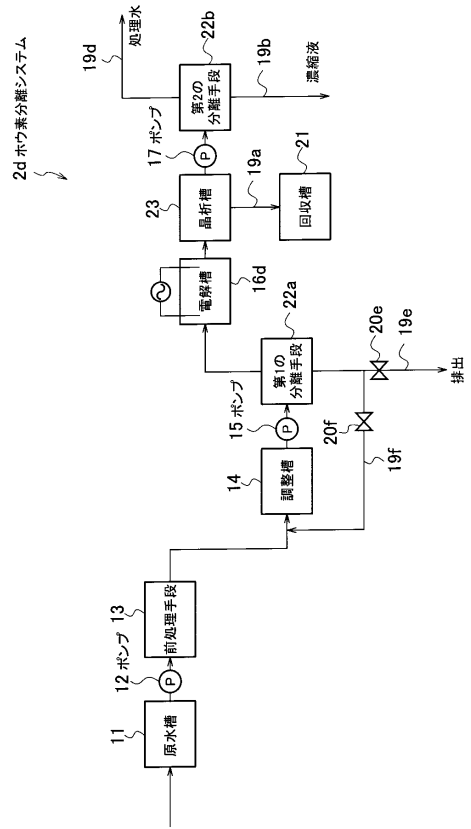 2d ホウ素分離システム
11
原水槽
12 ポンプ
P
13
前処理手段
14
調整槽
15 ポンプ
P
22a
第1の
分離手段
20e
19e
排出
20f
19f
16d
電解槽
23
晶析槽
19a
21
回収槽
17 ポンプ
P
22b
第2の
分離手段
19b
濃縮液
19d
処理水